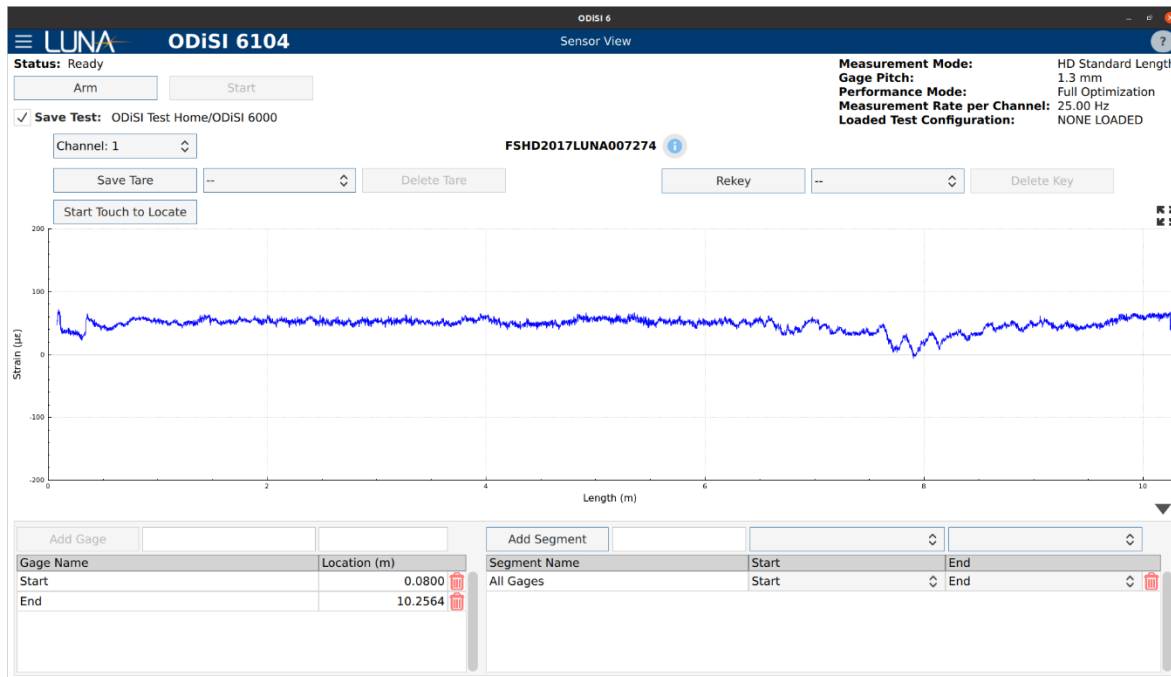 ODiSI 6
LUNA ODiSI 6104 Sensor View ?
Status: Ready
Arm Start
Save Test: ODiSI Test Home/ODiSI 6000
Measurement Mode: HD Standard Length
Gage Pitch: 1.3 mm
Performance Mode: Full Optimization
Measurement Rate per Channel: 25.00 Hz
Loaded Test Configuration: NONE LOADED
Channel: 1 FSHD2017LUNA007274 i
Save Tare -- Delete Tare Rekey -- Delete Key
Start Touch to Locate
200
100
0
-100
-200
Strain (με)
0 2 4 6 8 10
Length (m)
Add Gage Add Segment
Gage Name Location (m) Segment Name Start End
Start 0.0800 All Gages Start End
End 10.2564